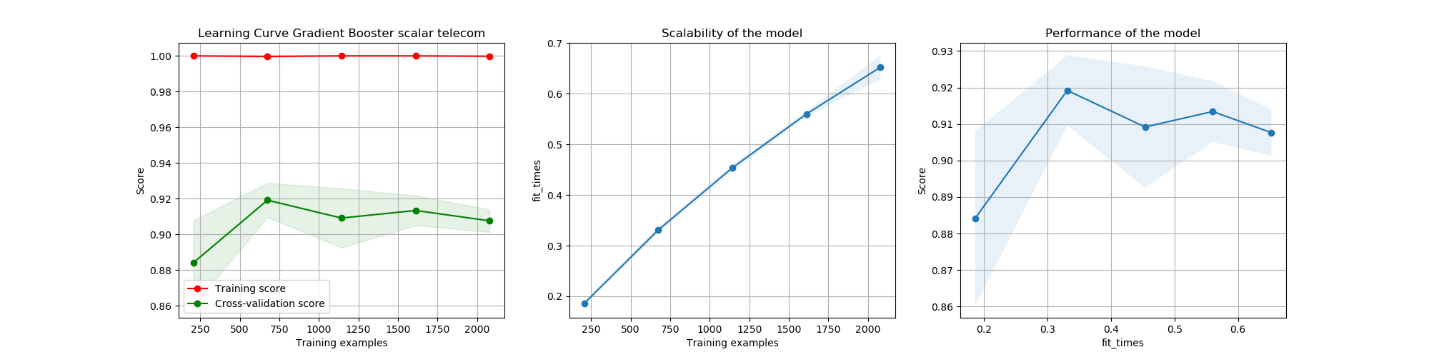 Learning Curve Gradient Booster scalar telecom
Score
1.00
0.98
0.96
0.94
0.92
0.90
0.88
0.86
Training score
Cross-validation score
250 500 750 1000 1250 1500 1750 2000
Training examples
Scalability of the model
fit_times
0.7
0.6
0.5
0.4
0.3
0.2
250 500 750 1000 1250 1500 1750 2000
Training examples
Performance of the model
Score
0.93
0.92
0.91
0.90
0.89
0.88
0.87
0.86
0.2 0.3 0.4 0.5 0.6
fit_times